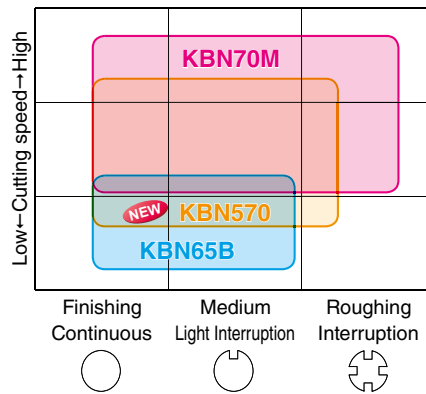 KBN70M
NEW
KBN570
KBN65B
Low←Cutting speed→High
Finishing
Continuous
Medium
Light Interruption
Roughing
Interruption